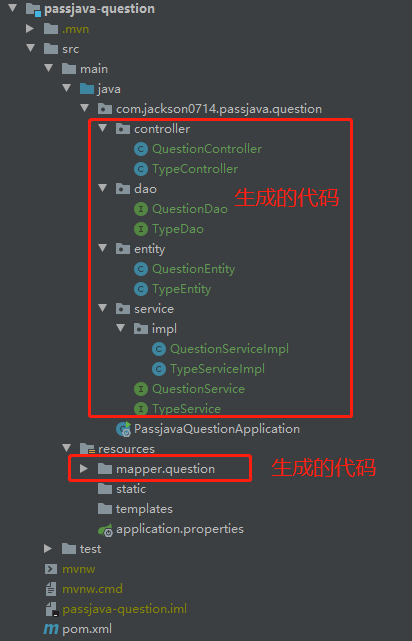 passjava-question
.mvn
src
main
java
com.jackson0714.passjava.question
controller
QuestionController
TypeController
dao
生成的代码
QuestionDao
TypeDao
entity
QuestionEntity
TypeEntity
service
impl
QuestionServiceImpl
TypeServiceImpl
QuestionService
TypeService
PassjavaQuestionApplication
resources
mapper.question
生成的代码
static
templates
application.properties
test
mvnw
mvnw.cmd
passjava-question.iml
pom.xml